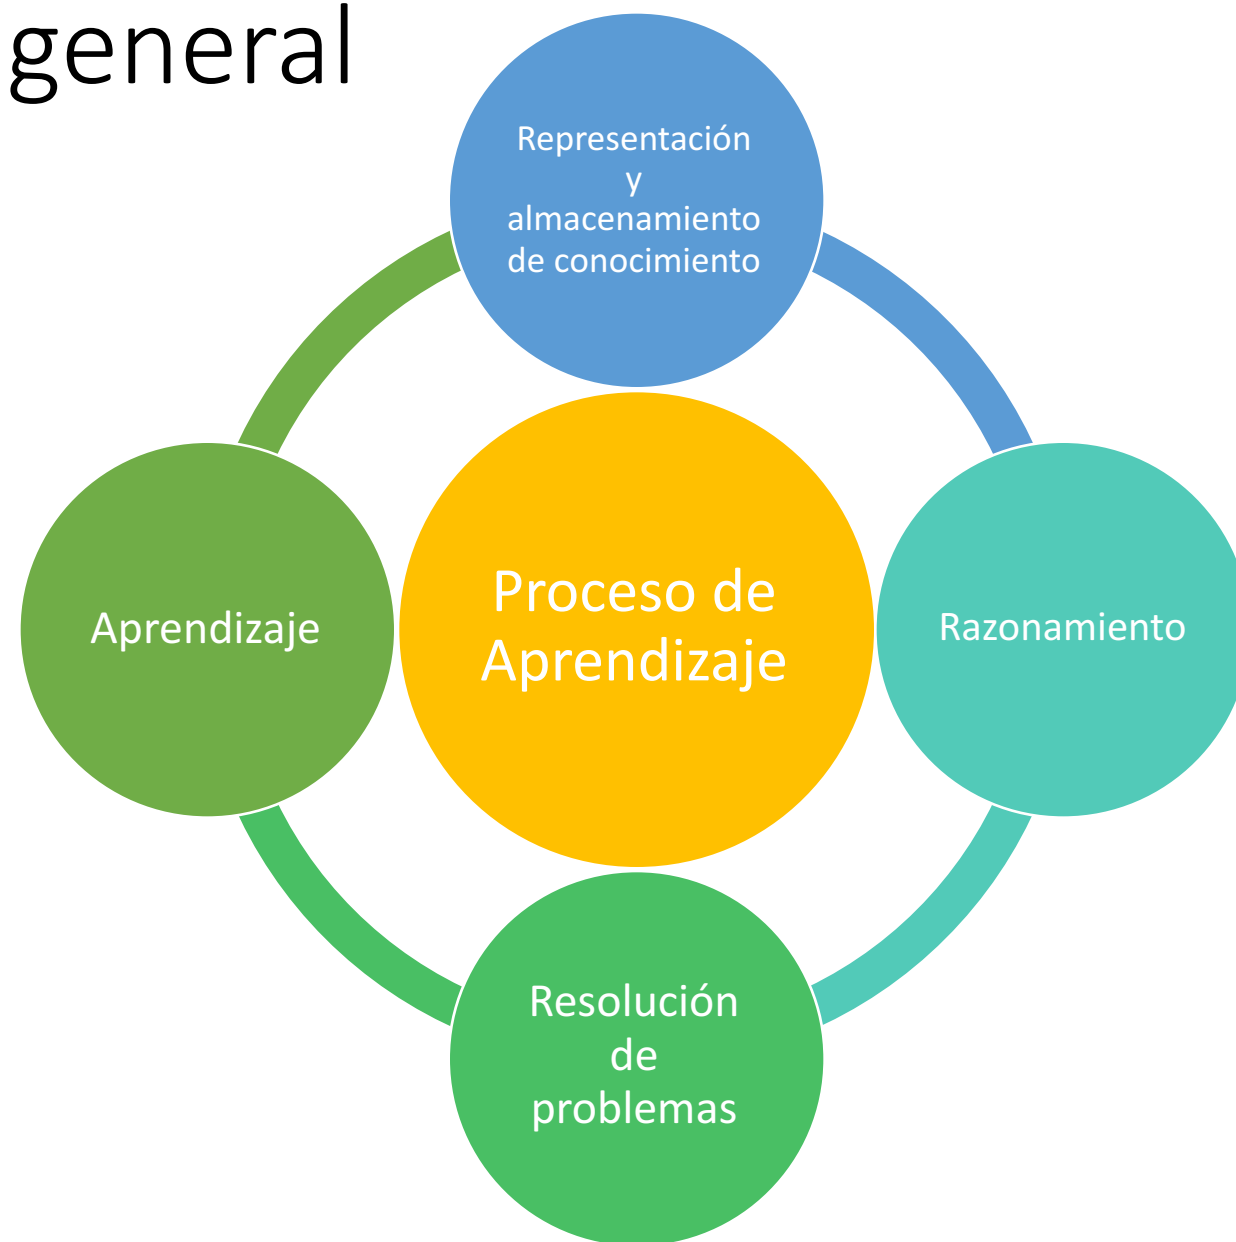 general
Representación
y
almacenamiento
de conocimiento
Aprendizaje
Proceso de
Aprendizaje
Razonamiento
Resolución
de
problemas